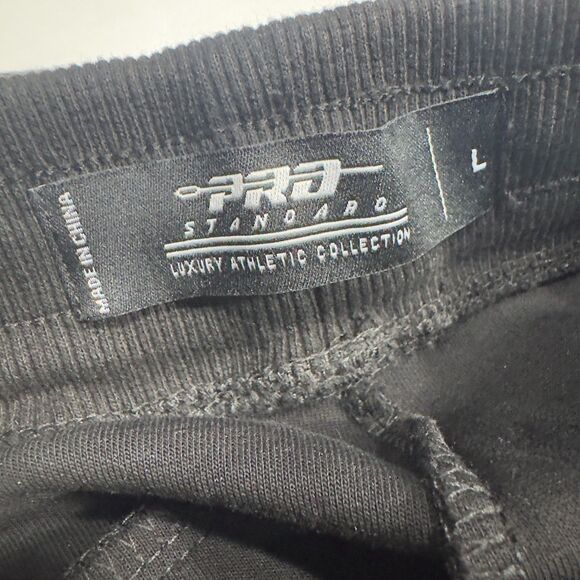 MADE IN CHINA
PRO
STANDARD
LUXURY ATHLETIC COLLECTION
L